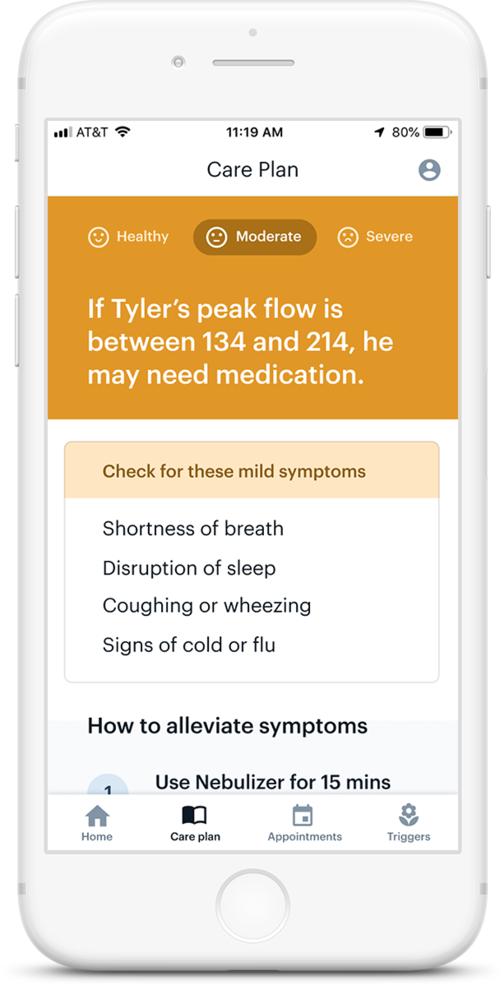 AT&T 11:19 AM 80%
Care Plan
Healthy Moderate Severe
If Tyler’s peak flow is
between 134 and 214, he
may need medication.
Check for these mild symptoms
Shortness of breath
Disruption of sleep
Coughing or wheezing
Signs of cold or flu
How to alleviate symptoms
1 Use Nebulizer for 15 mins
Home Care plan Appointments Triggers